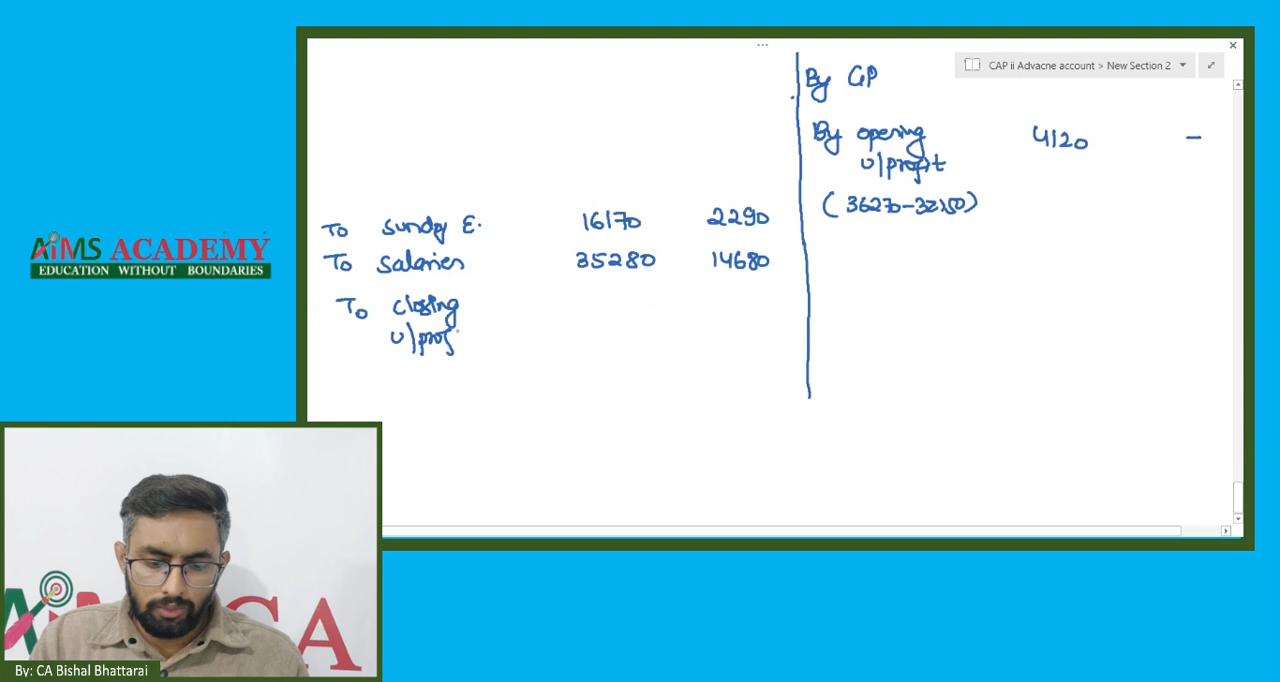 CAP ii Advacne account > New Section 2
By GP
By opening 4120 –
u/profit
(36270-32150)
To Sundry E. 16170 2290
To Salaries 35280 14680
To closing
u/prof
AIMS ACADEMY
EDUCATION WITHOUT BOUNDARIES
CA
By: CA Bishal Bhattarai